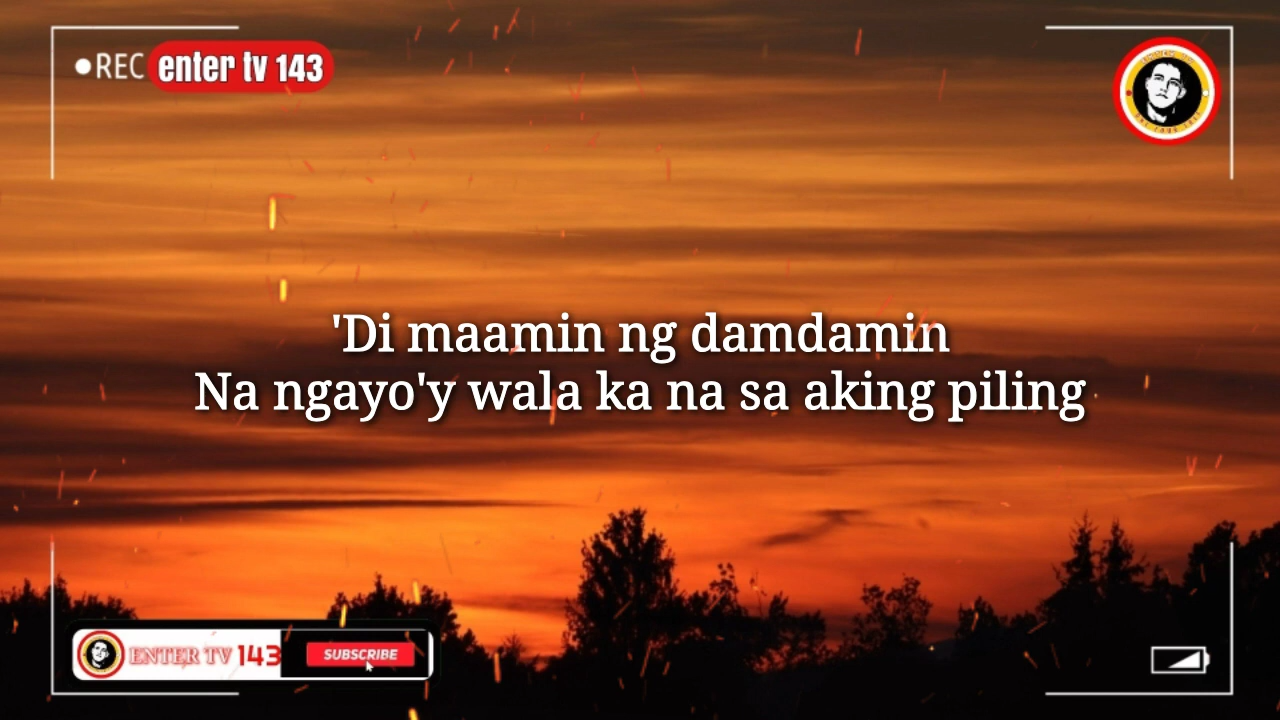 REC enter tv 143
'Di maamin ng damdamin
Na ngayo'y wala ka na sa aking piling
ENTER TV 143 SUBSCRIBE